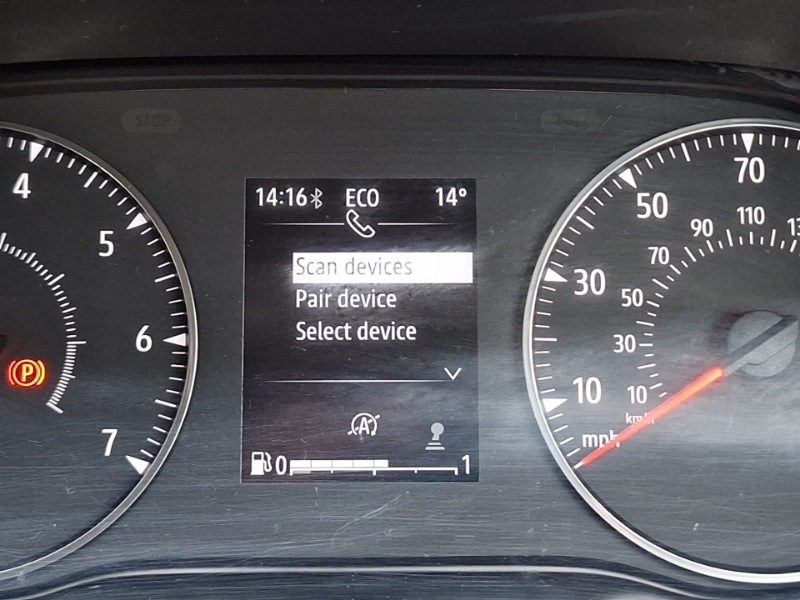 STOP
14:16 ECO 14°
Scan devices
Pair device
Select device
A
0 1
4
5
6
7
P
70
50
30
10
mph
110
90
70
50
30
10
km/h